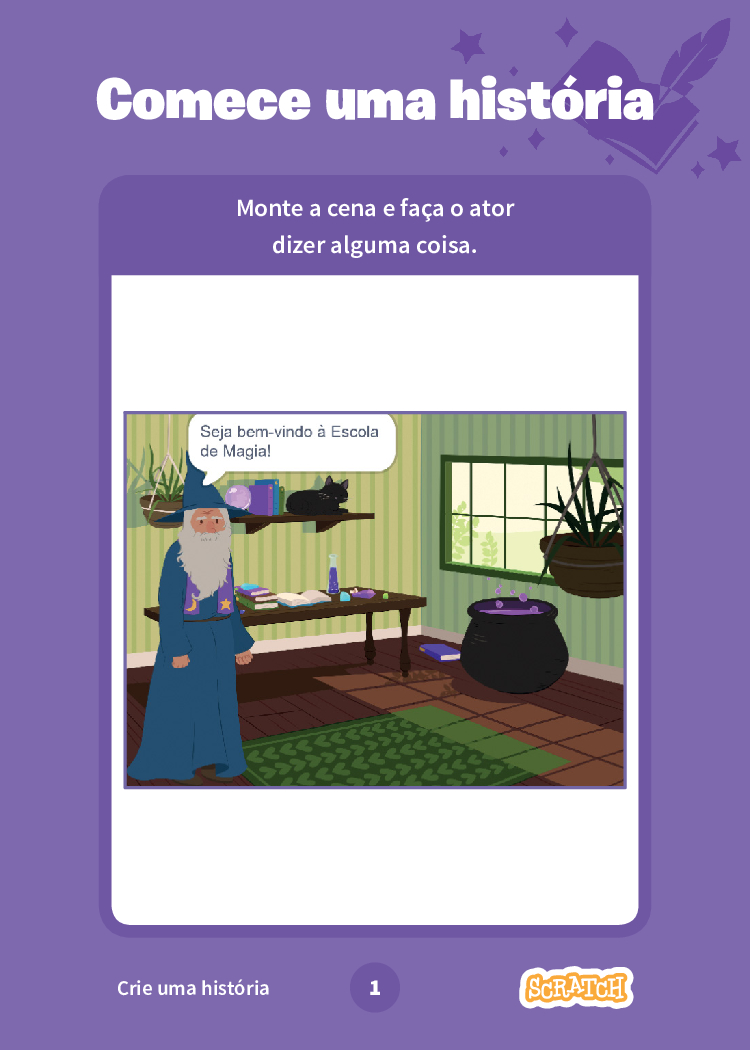 Comece uma história
Monte a cena e faça o ator
dizer alguma coisa.
Seja bem-vindo à Escola
de Magia!
Crie uma história
1
SCRATCH